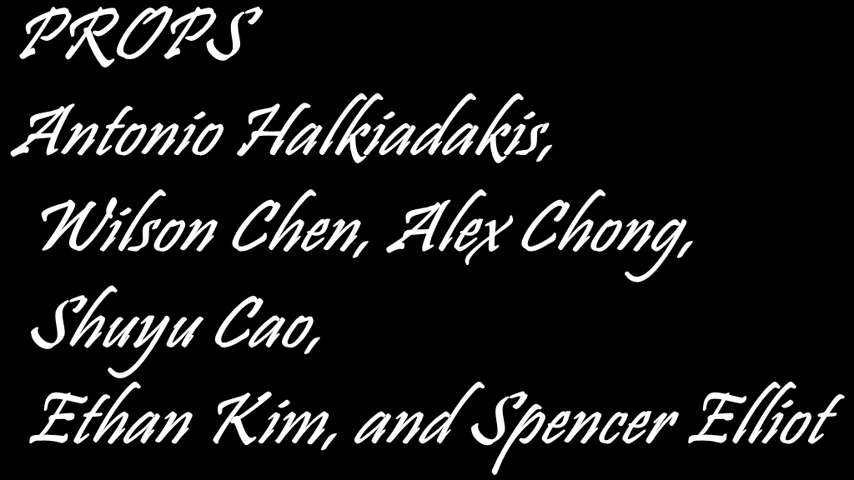 PROPS
Antonio Halkiadakis,
Wilson Chen, Alex Chong,
Shuyu Cao,
Ethan Kim, and Spencer Elliot